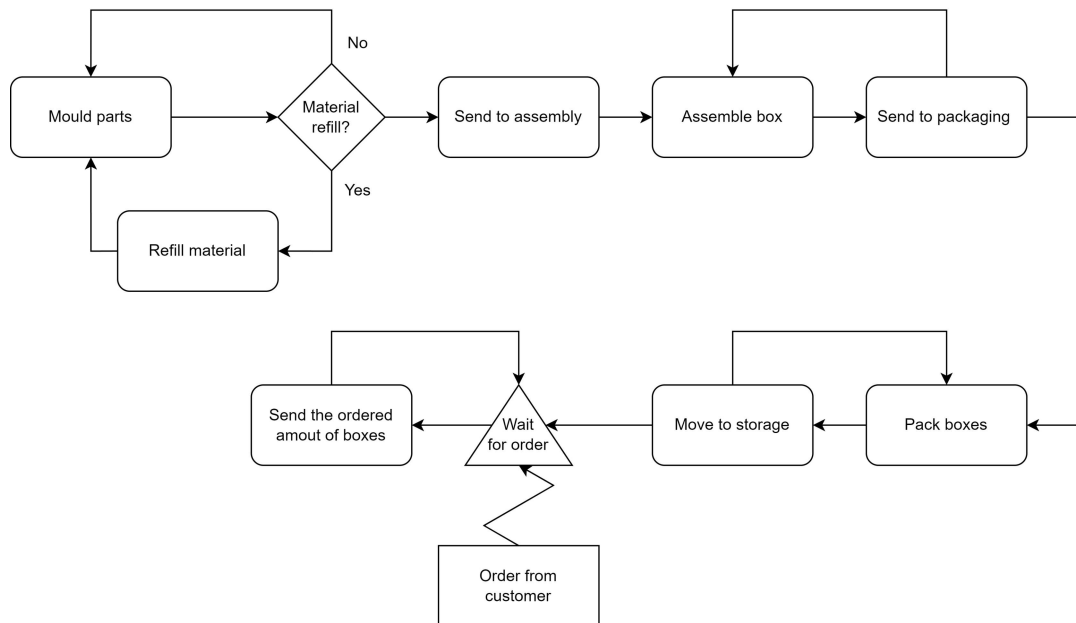 No
Mould parts
Material
refill?
Send to assembly
Assemble box
Send to packaging
Yes
Refill material
Send the ordered
amout of boxes
Wait
for order
Move to storage
Pack boxes
Order from
customer